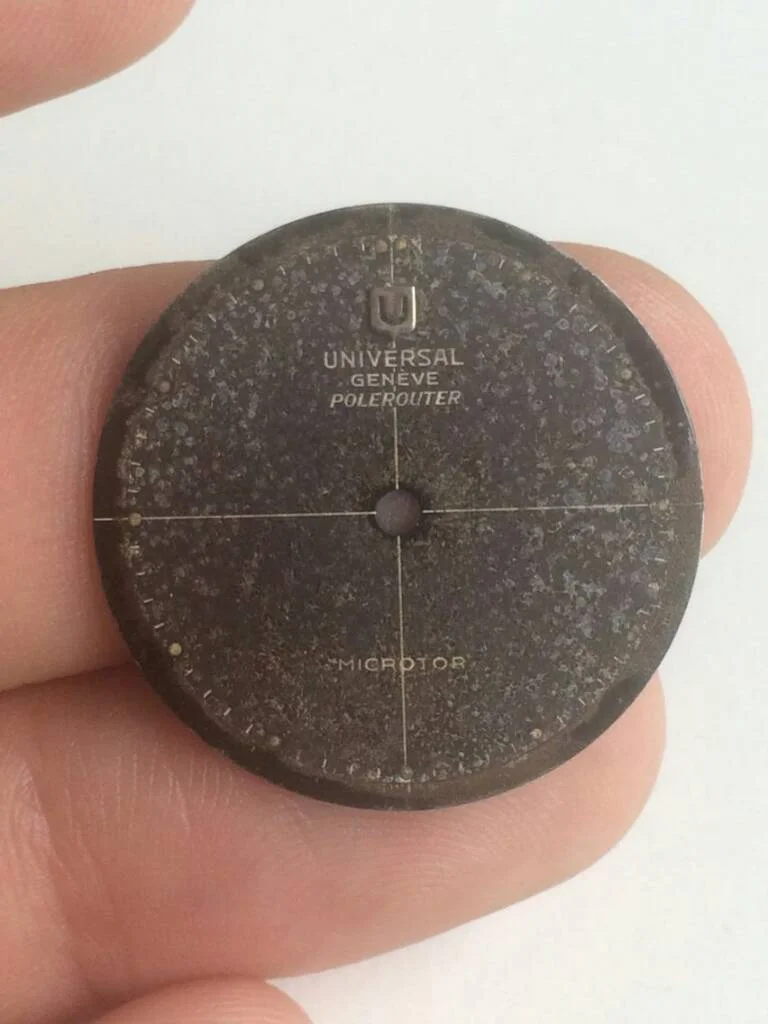 U
UNIVERSAL
GENÈVE
POLEROUTER
MICROTOR